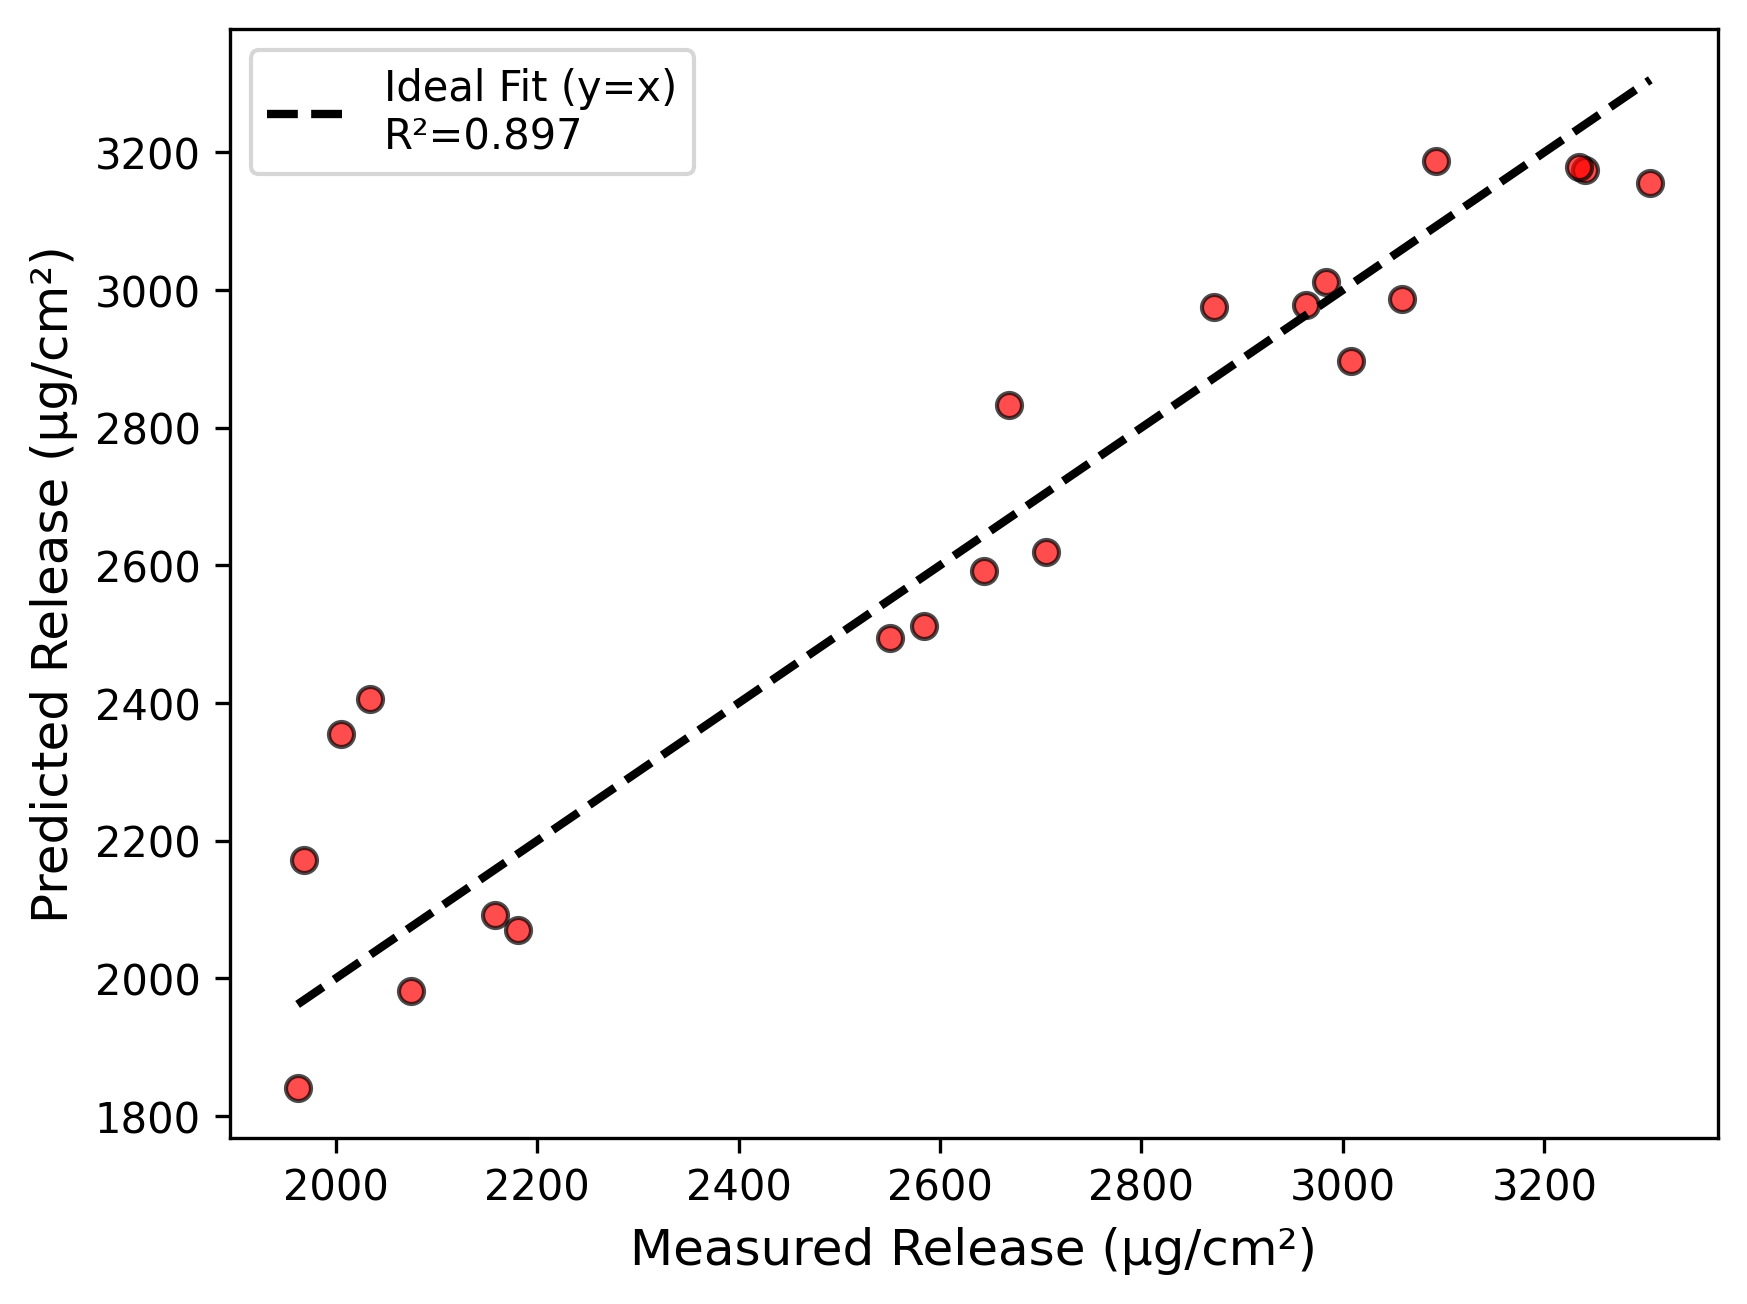 Ideal Fit (y=x)
R²=0.897
Predicted Release (µg/cm²)
3200
3000
2800
2600
2400
2200
2000
1800
2000 2200 2400 2600 2800 3000 3200
Measured Release (µg/cm²)